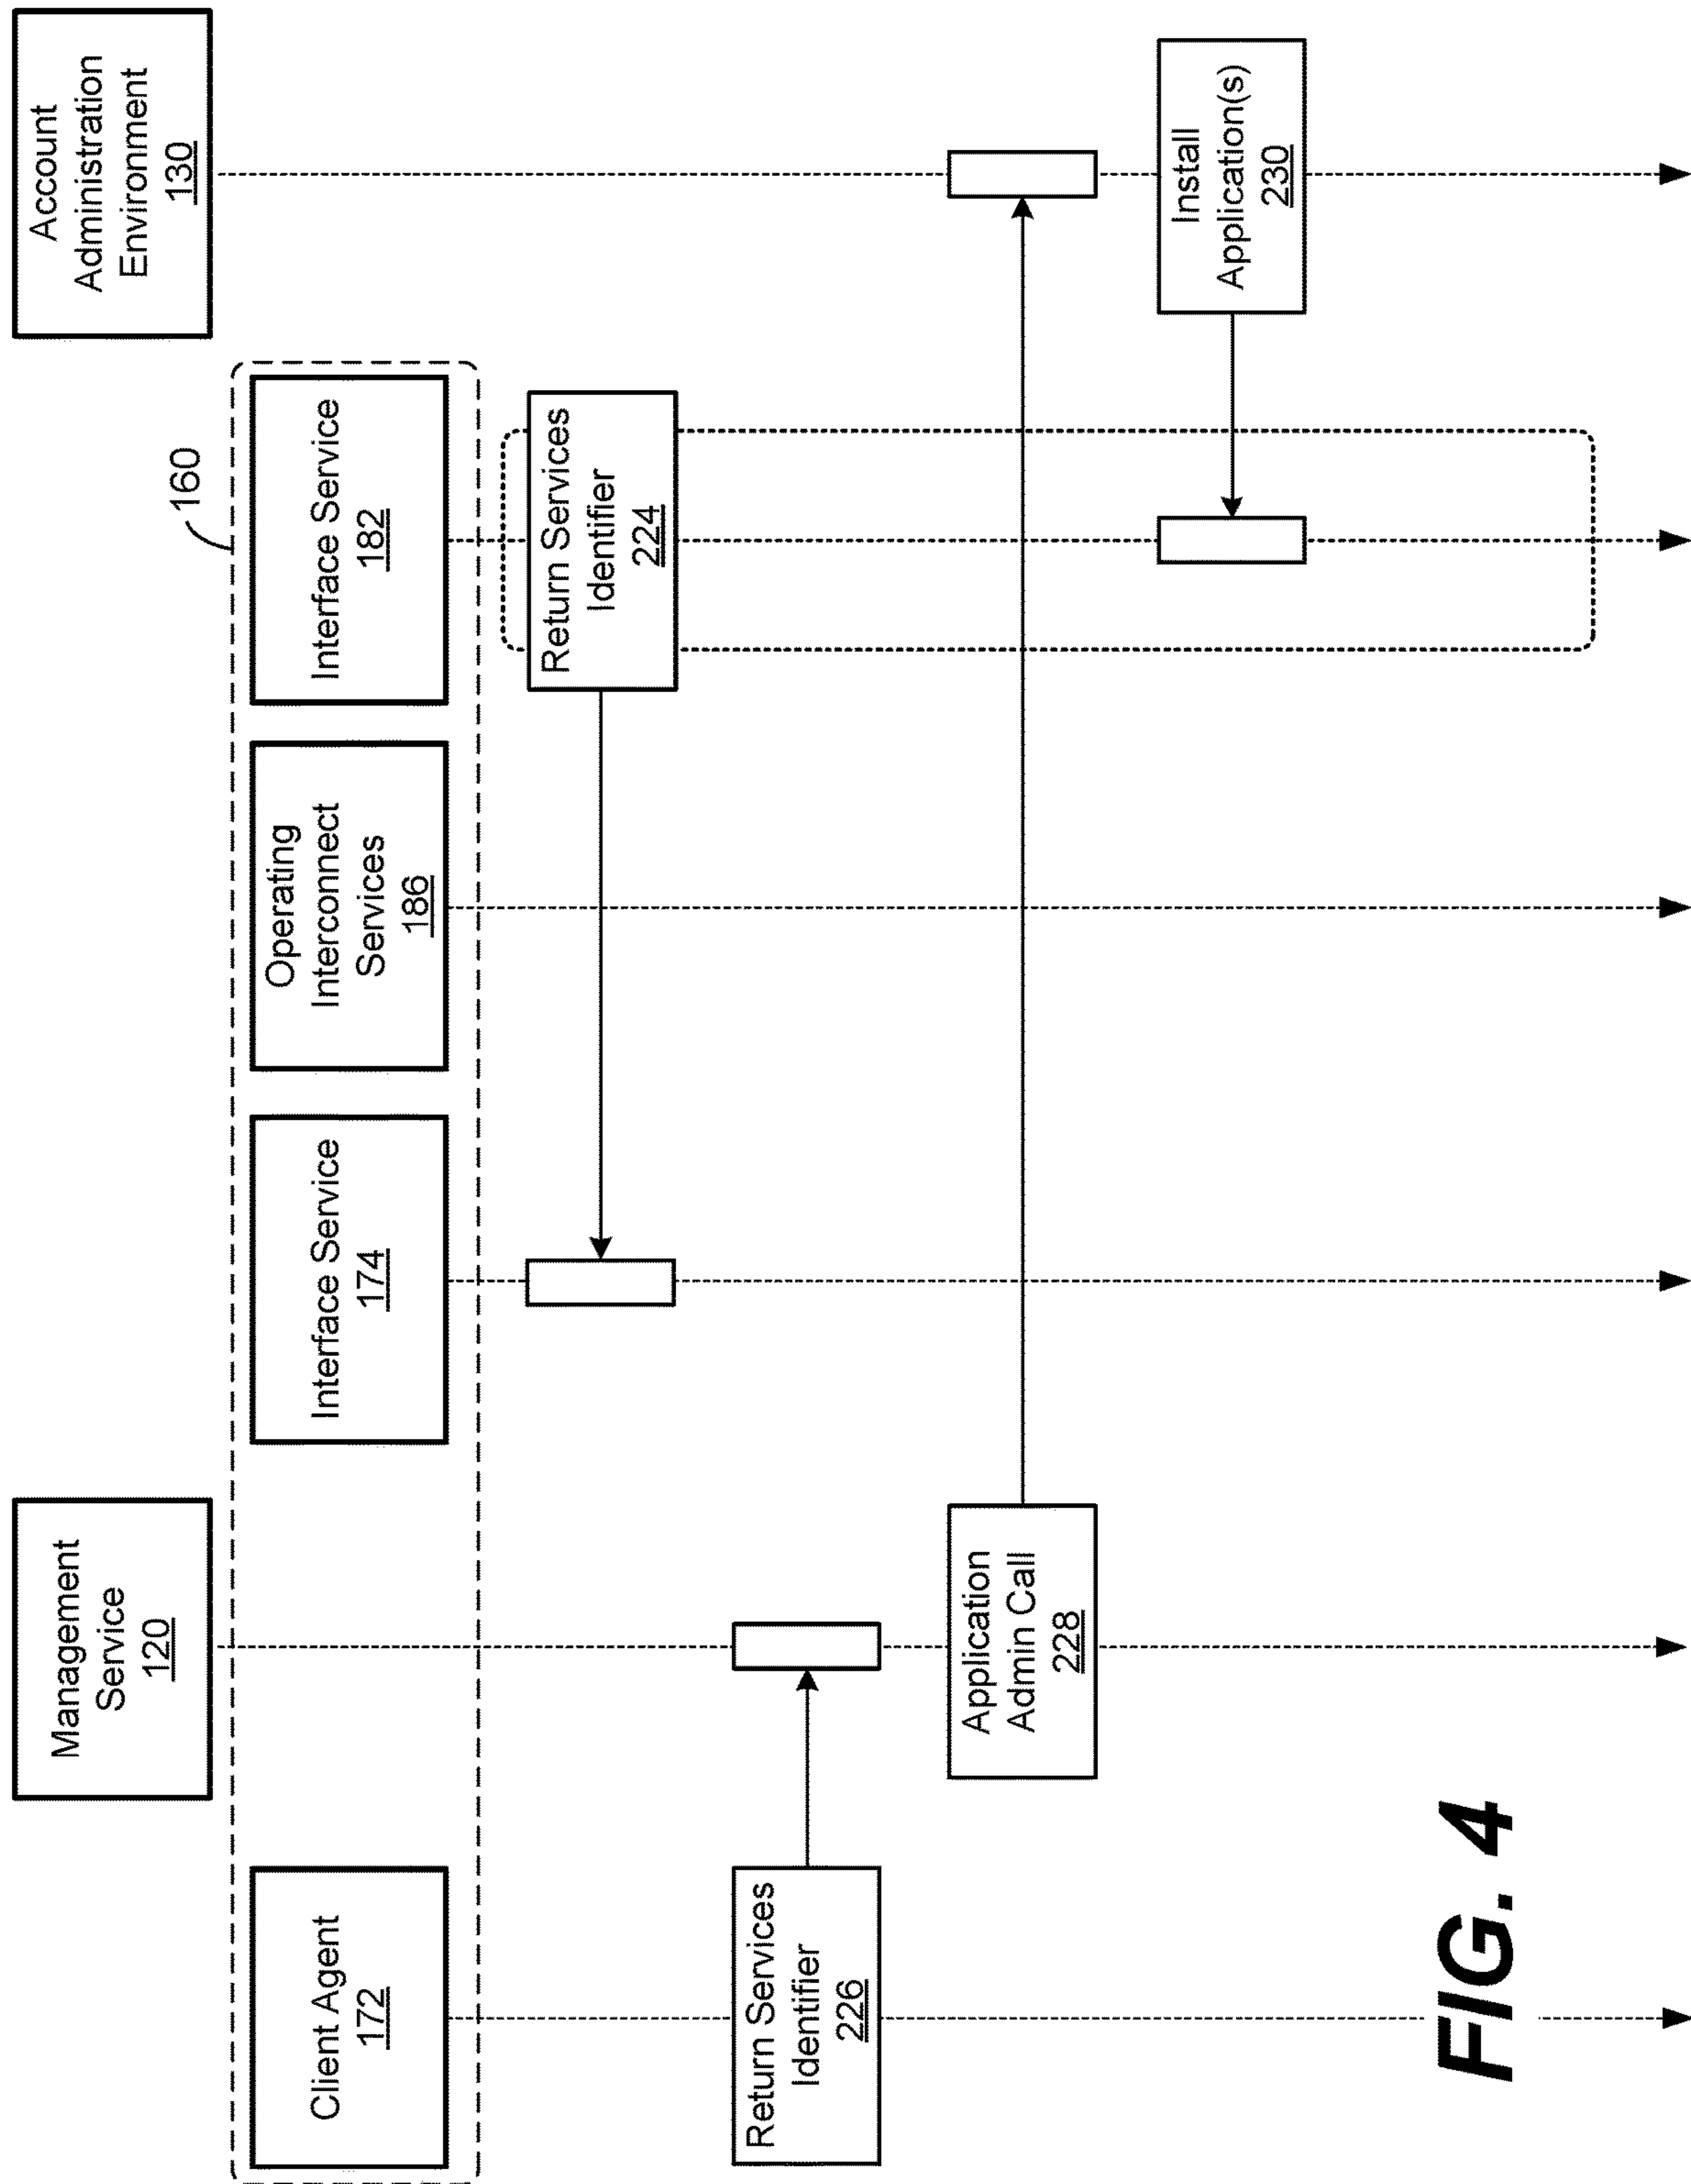 Management
Service
120
Account
Administration
Environment
130
160
Client Agent
172
Interface Service
174
Operating
Interconnect
Services
186
Interface Service
182
Return Services
Identifier
224
Return Services
Identifier
226
Application
Admin Call
228
Install
Application(s)
230
FIG. 4